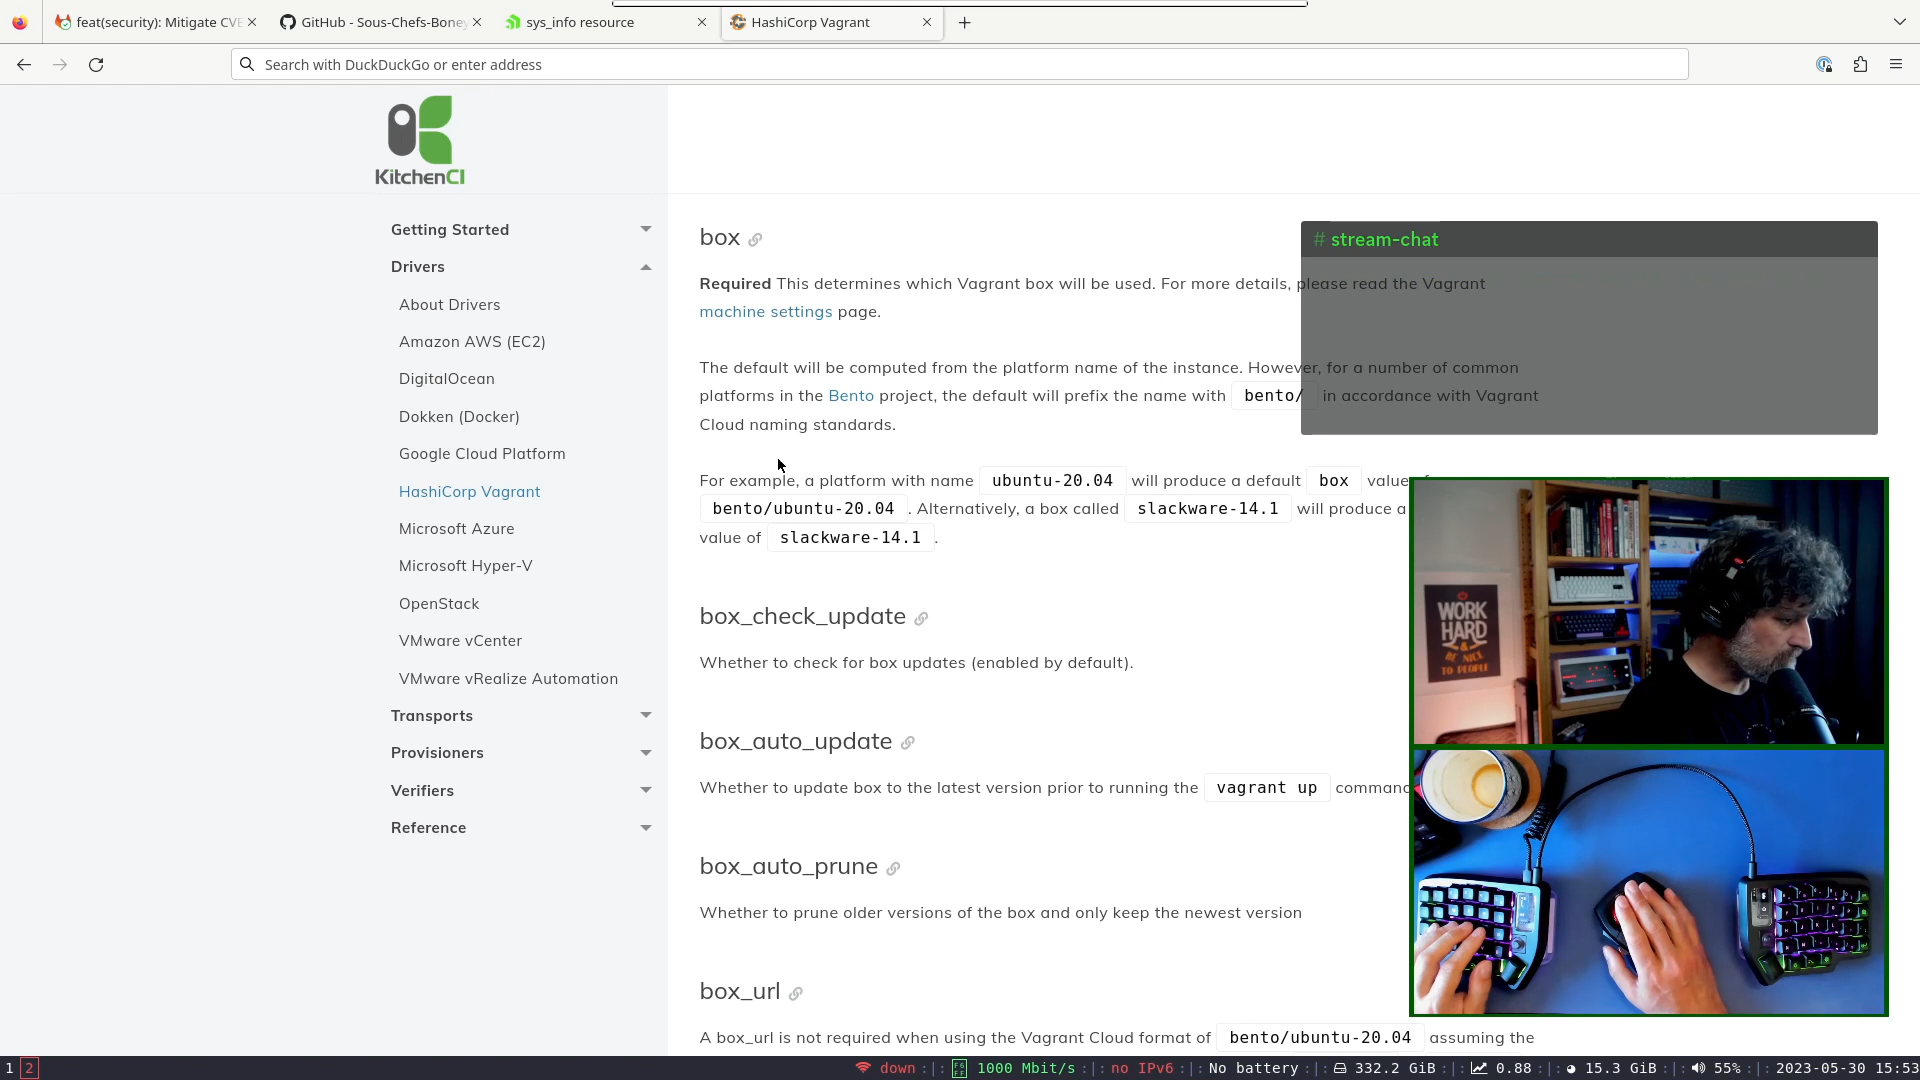 feat(security): Mitigate CVE
GitHub - Sous-Chefs-Boney
sys_info resource
HashiCorp Vagrant
Search with DuckDuckGo or enter address
KitchenCI
Getting Started
Drivers
About Drivers
Amazon AWS (EC2)
DigitalOcean
Dokken (Docker)
Google Cloud Platform
HashiCorp Vagrant
Microsoft Azure
Microsoft Hyper-V
OpenStack
VMware vCenter
VMware vRealize Automation
Transports
Provisioners
Verifiers
Reference
box
Required This determines which Vagrant box will be used. For more details, please read the Vagrant
machine settings page.
The default will be computed from the platform name of the instance. However, for a number of common
platforms in the Bento project, the default will prefix the name with bento/ in accordance with Vagrant
Cloud naming standards.
For example, a platform with name ubuntu-20.04 will produce a default box value
bento/ubuntu-20.04 . Alternatively, a box called slackware-14.1 will produce a
value of slackware-14.1 .
box_check_update
Whether to check for box updates (enabled by default).
box_auto_update
Whether to update box to the latest version prior to running the vagrant up command
box_auto_prune
Whether to prune older versions of the box and only keep the newest version
box_url
A box_url is not required when using the Vagrant Cloud format of bento/ubuntu-20.04 assuming the
# stream-chat
WORK
HARD
& BE NICE
TO PEOPLE
1 2
down :|: 1000 Mbit/s :|: no IPv6 :|: No battery :|: 332.2 GiB :|: 0.88 :|: 15.3 GiB :|: 55% :|: 2023-05-30 15:53